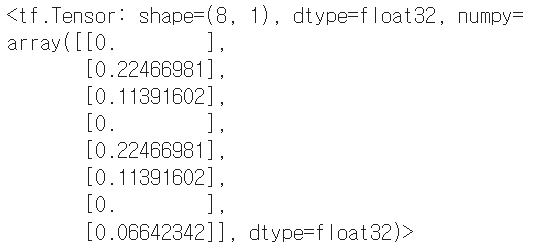 <tf.Tensor: shape=(8, 1), dtype=float32, numpy=
array([[0.        ],
       [0.22466981],
       [0.11391602],
       [0.        ],
       [0.22466981],
       [0.11391602],
       [0.        ],
       [0.06642342]], dtype=float32)>